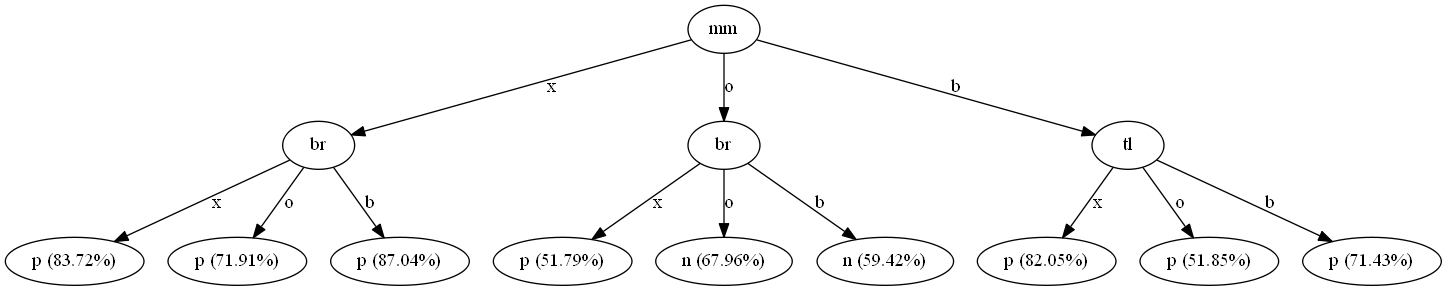 mm
x
o
b
br
br
tl
x
o
b
x
o
b
x
o
b
p (83.72%)
p (71.91%)
p (87.04%)
p (51.79%)
n (67.96%)
n (59.42%)
p (82.05%)
p (51.85%)
p (71.43%)